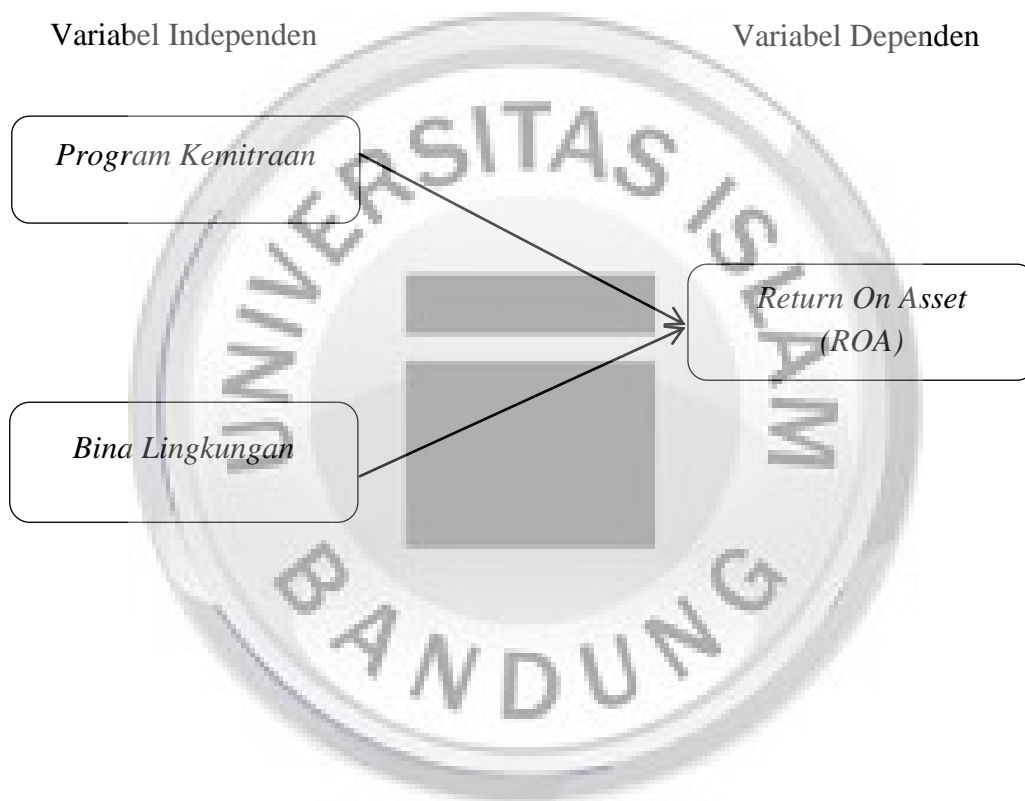 Variabel Independen
Variabel Dependen
Program Kemitraan
Return On Asset
(ROA)
Bina Lingkungan
UNIVERSITAS ISLAM
BANDUNG